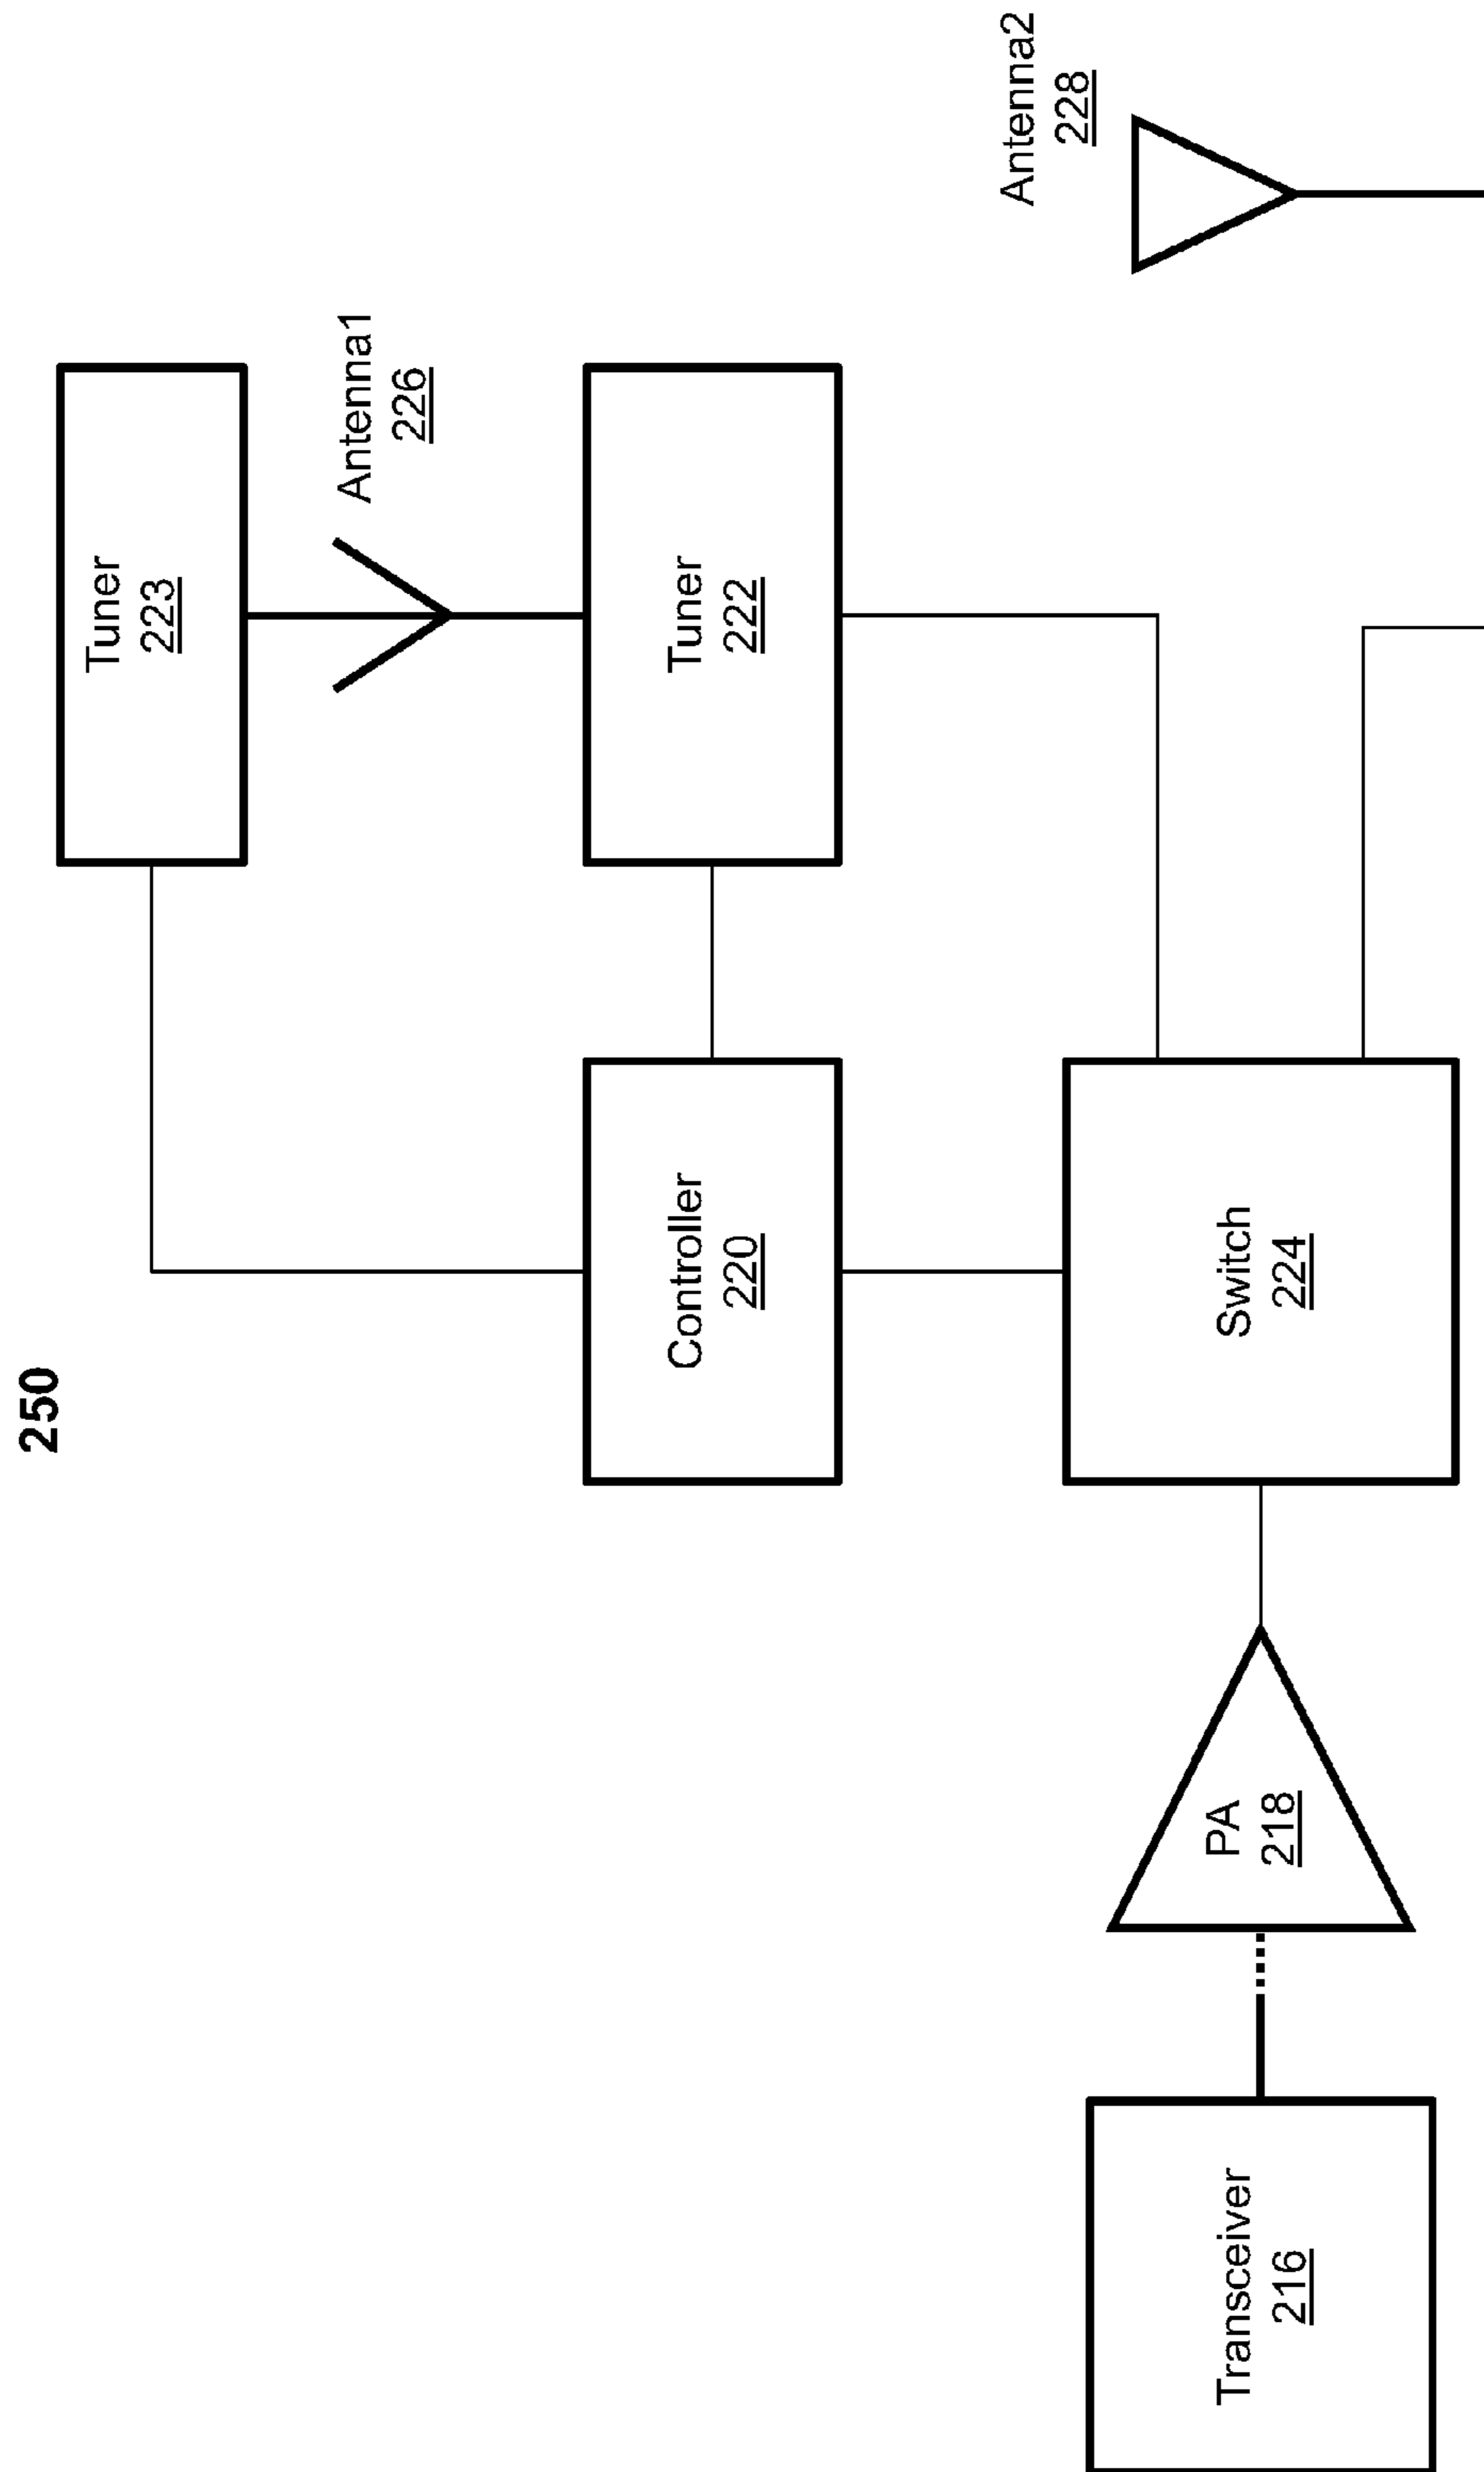 250
Tuner
223
Antenna1
226
Tuner
222
Antenna2
228
Controller
220
Switch
224
PA
218
Transceiver
216